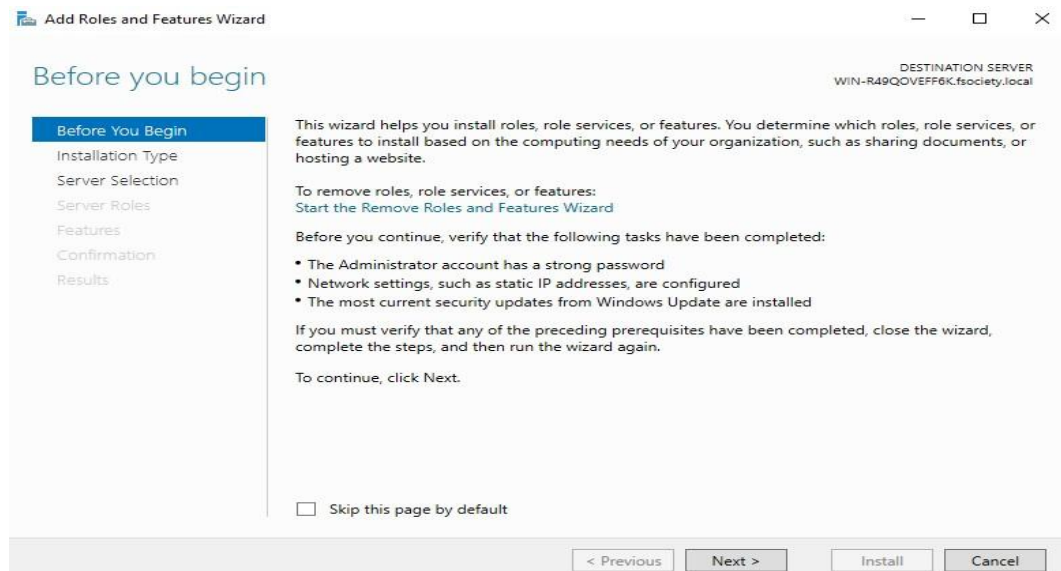 Add Roles and Features Wizard
Before you begin
DESTINATION SERVER
WIN-R49QOVEFF6K.fsociety.local
Before You Begin
Installation Type
Server Selection
Server Roles
Features
Confirmation
Results
This wizard helps you install roles, role services, or features. You determine which roles, role services, or
features to install based on the computing needs of your organization, such as sharing documents, or
hosting a website.
To remove roles, role services, or features:
Start the Remove Roles and Features Wizard
Before you continue, verify that the following tasks have been completed:
• The Administrator account has a strong password
• Network settings, such as static IP addresses, are configured
• The most current security updates from Windows Update are installed
If you must verify that any of the preceding prerequisites have been completed, close the wizard,
complete the steps, and then run the wizard again.
To continue, click Next.
Skip this page by default
< Previous
Next >
Install
Cancel